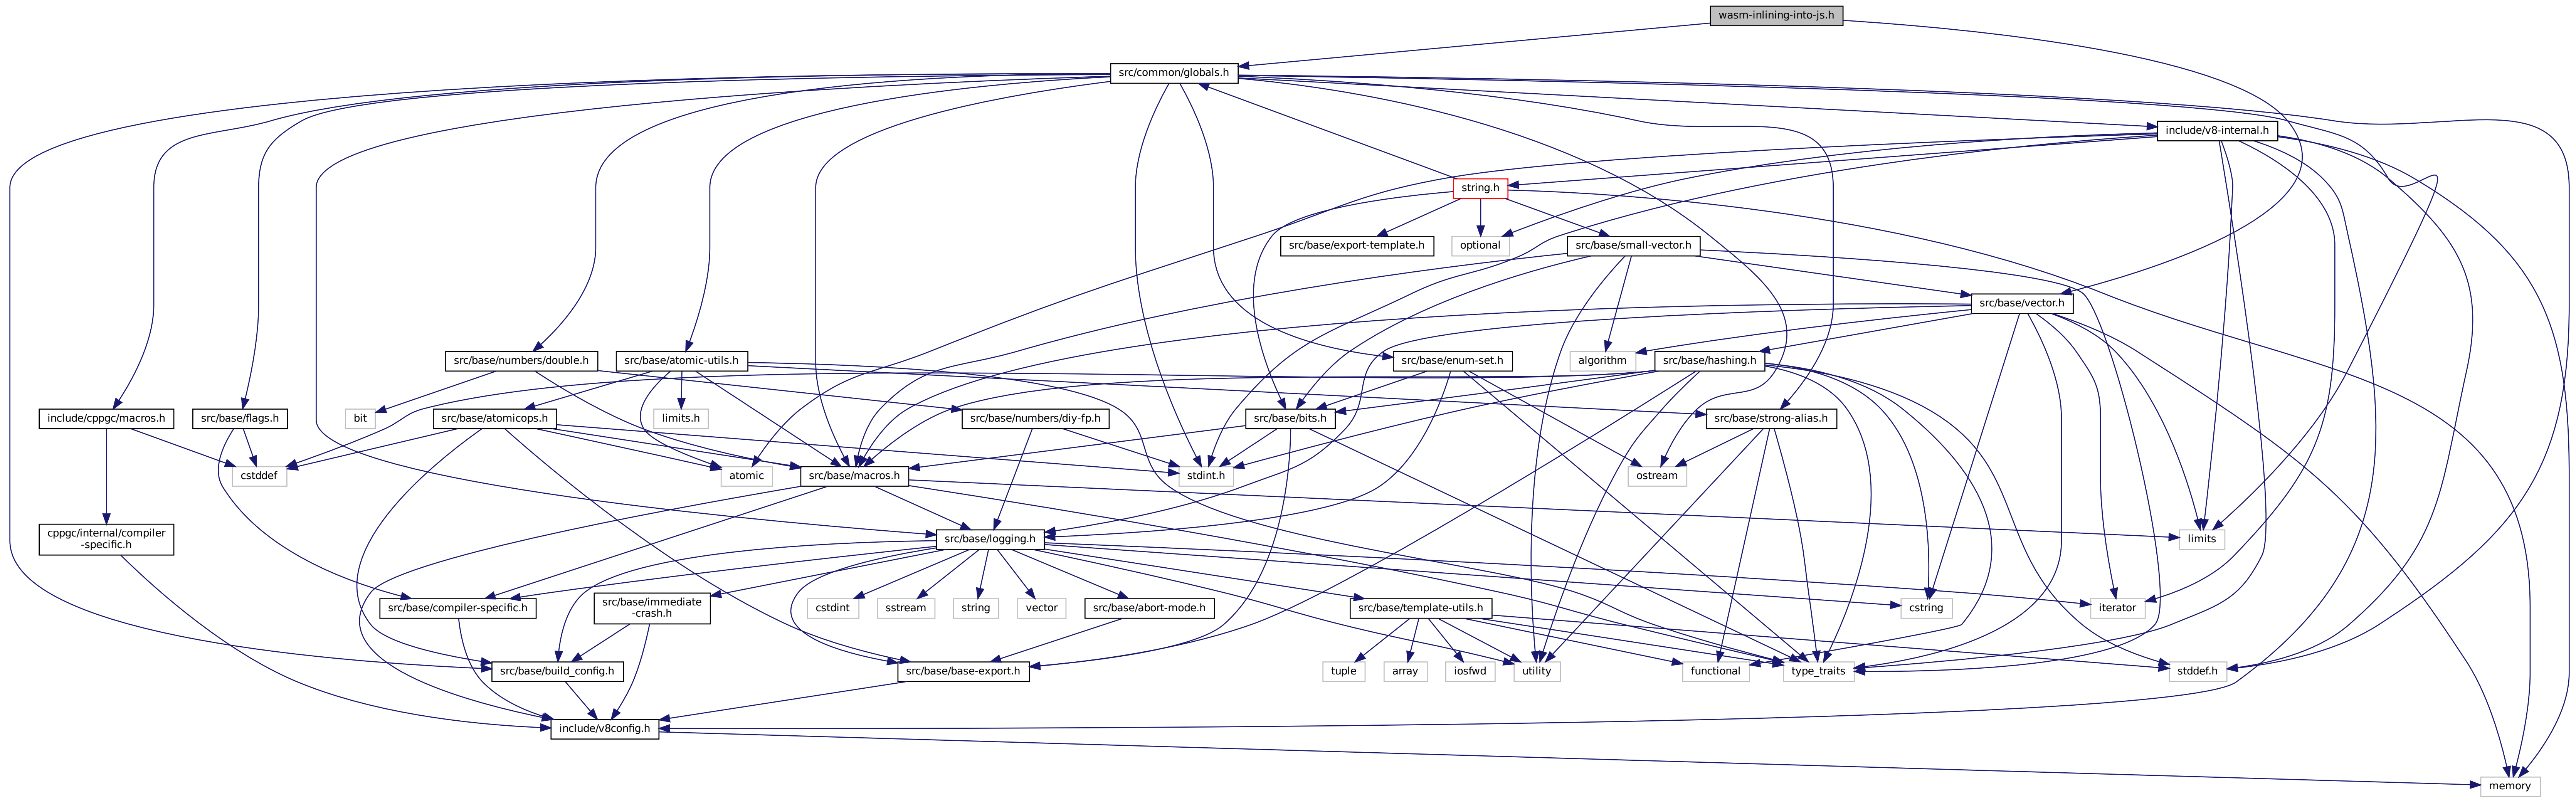 wasm-inlining-into-js.h
src/common/globals.h
include/v8-internal.h
string.h
src/base/export-template.h
optional
src/base/small-vector.h
src/base/vector.h
src/base/numbers/double.h
src/base/atomic-utils.h
src/base/enum-set.h
algorithm
src/base/hashing.h
include/cppgc/macros.h
src/base/flags.h
bit
src/base/atomicops.h
limits.h
src/base/numbers/diy-fp.h
src/base/bits.h
src/base/strong-alias.h
cstddef
atomic
src/base/macros.h
stdint.h
ostream
cppgc/internal/compiler
-specific.h
src/base/logging.h
limits
src/base/compiler-specific.h
src/base/immediate
-crash.h
cstdint
sstream
string
vector
src/base/abort-mode.h
src/base/template-utils.h
cstring
iterator
src/base/build_config.h
src/base/base-export.h
tuple
array
iosfwd
utility
functional
type_traits
stddef.h
include/v8config.h
memory